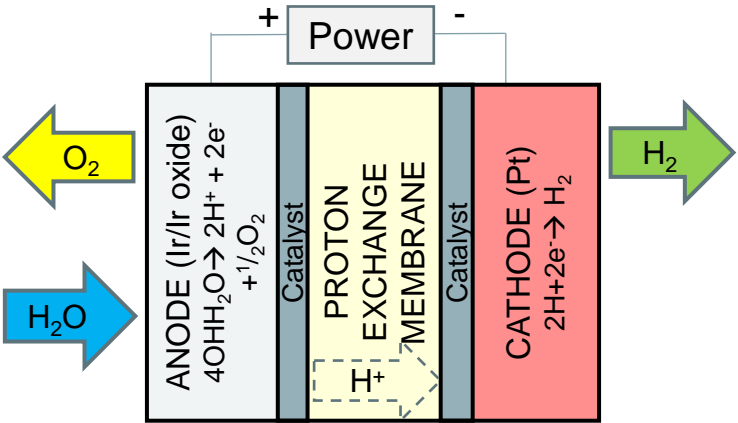 + Power -
O₂
H₂O
ANODE (Ir/Ir oxide)
4OHH₂O→ 2H⁺ + 2e⁻
+¹/₂O₂
Catalyst
PROTON
EXCHANGE
MEMBRANE
H⁺
Catalyst
CATHODE (Pt)
2H+2e⁻→ H₂
H₂